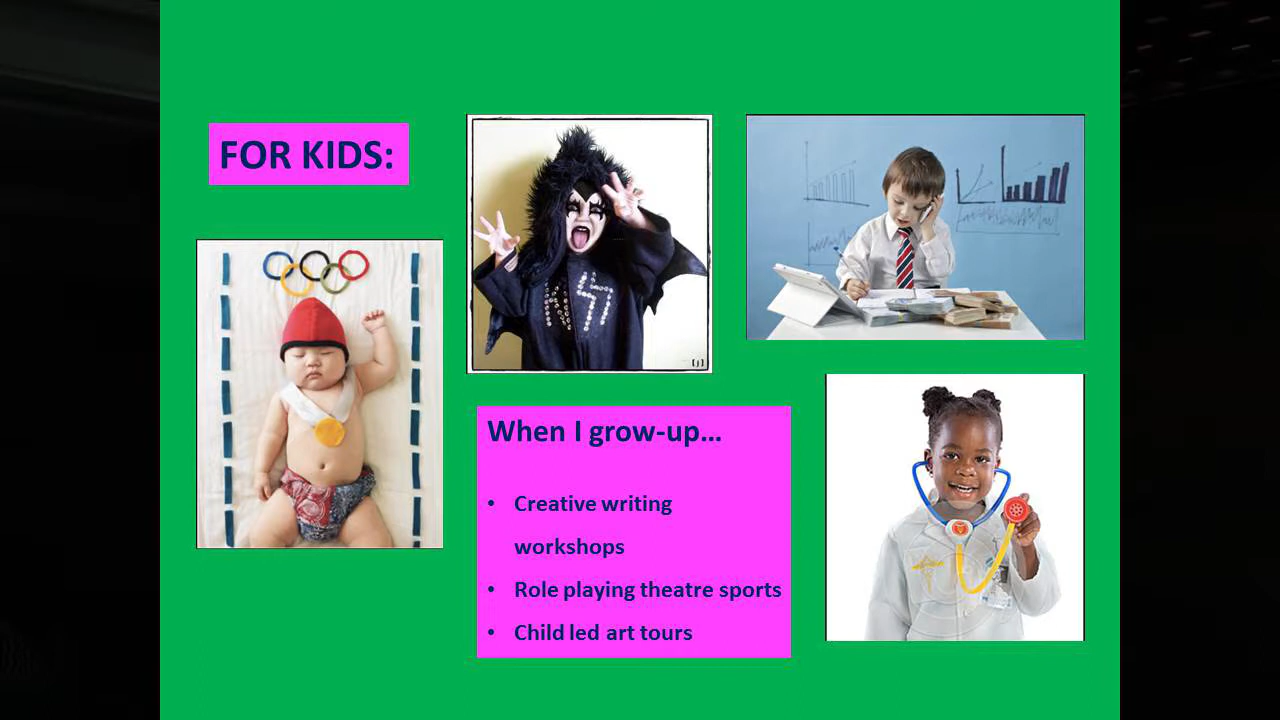 FOR KIDS:
When I grow-up...
• Creative writing
workshops
• Role playing theatre sports
• Child led art tours
[j]